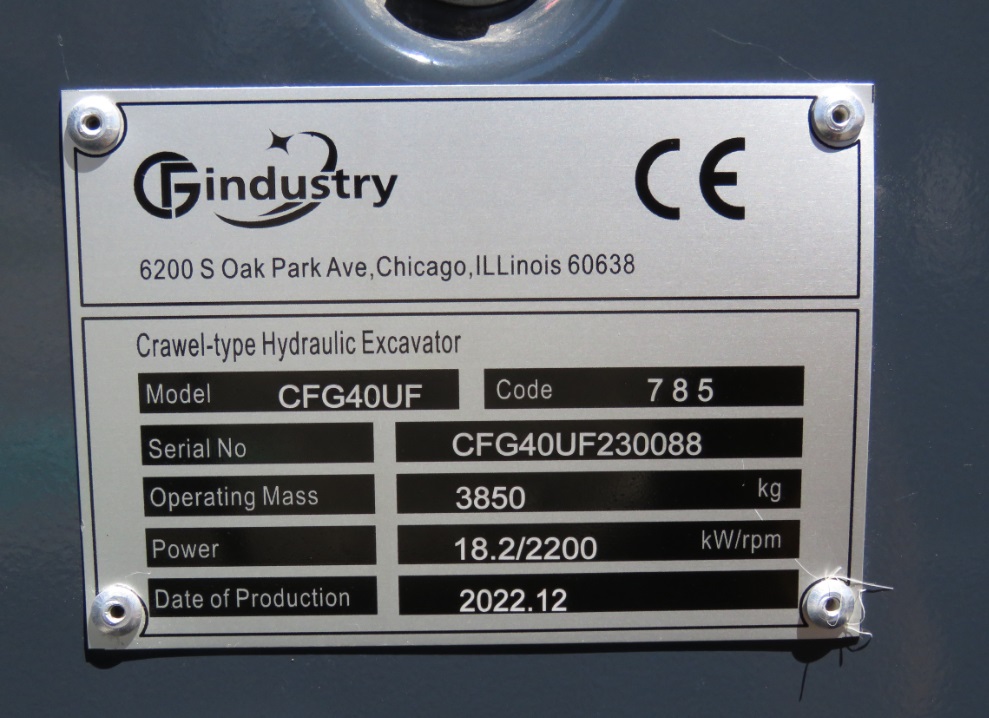 CFGindustry CE
6200 S Oak Park Ave,Chicago,ILLinois 60638
Crawel-type Hydraulic Excavator
Model CFG40UF Code 785
Serial No CFG40UF230088
Operating Mass 3850 kg
Power 18.2/2200 kW/rpm
Date of Production 2022.12